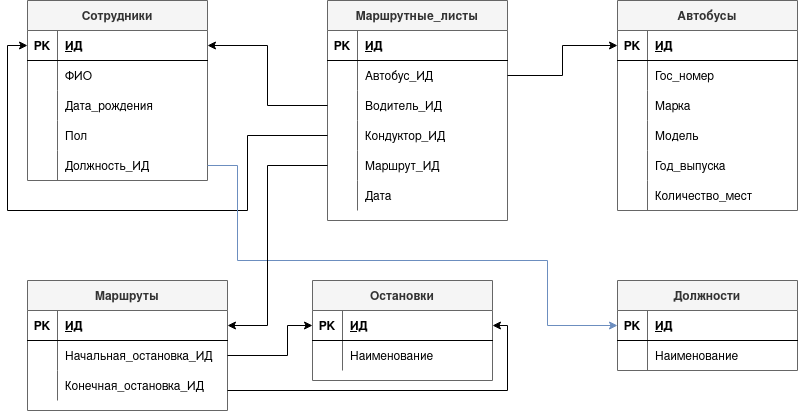 Сотрудники
PK ИД
ФИО
Дата_рождения
Пол
Должность_ИД
Маршрутные_листы
PK ИД
Автобус_ИД
Водитель_ИД
Кондуктор_ИД
Маршрут_ИД
Дата
Автобусы
PK ИД
Гос_номер
Марка
Модель
Год_выпуска
Количество_мест
Маршруты
PK ИД
Начальная_остановка_ИД
Конечная_остановка_ИД
Остановки
PK ИД
Наименование
Должности
PK ИД
Наименование